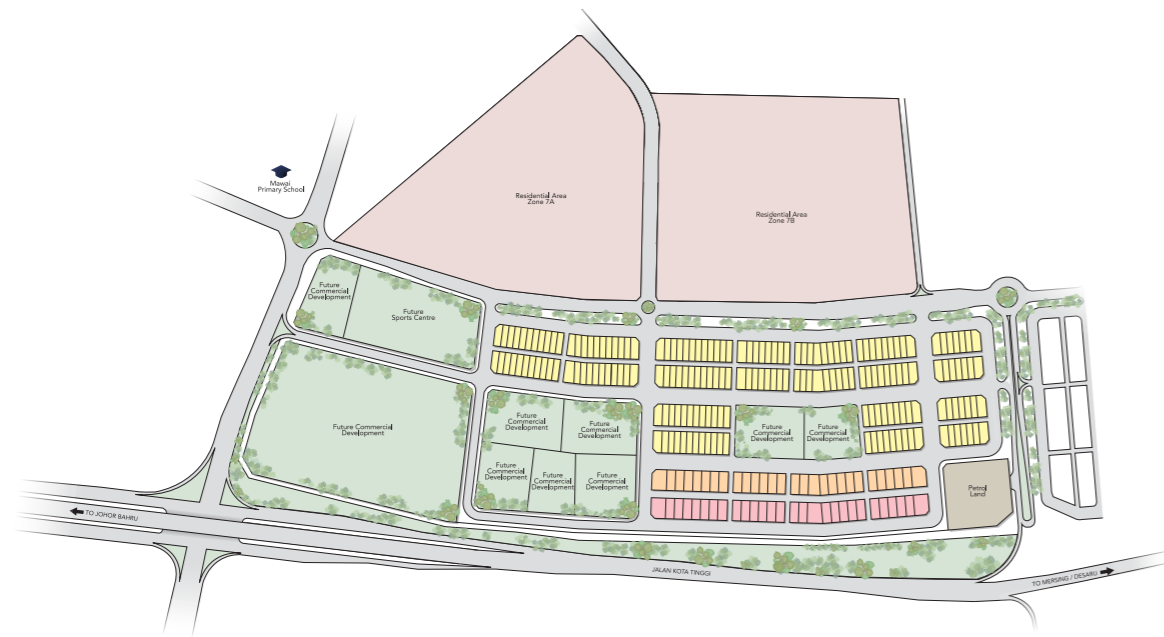 Mawai
Primary School
Residential Area
Zone 7A
Residential Area
Zone 7B
Future
Commercial
Development
Future
Sports Centre
Future Commercial
Development
Future
Commercial
Development
Future
Commercial
Development
Future
Commercial
Development
Future
Commercial
Development
Future
Commercial
Development
Future
Commercial
Development
Future
Commercial
Development
Petrol
Land
TO JOHOR BAHRU
JALAN KOTA TINGGI
TO MERSING / DESARU